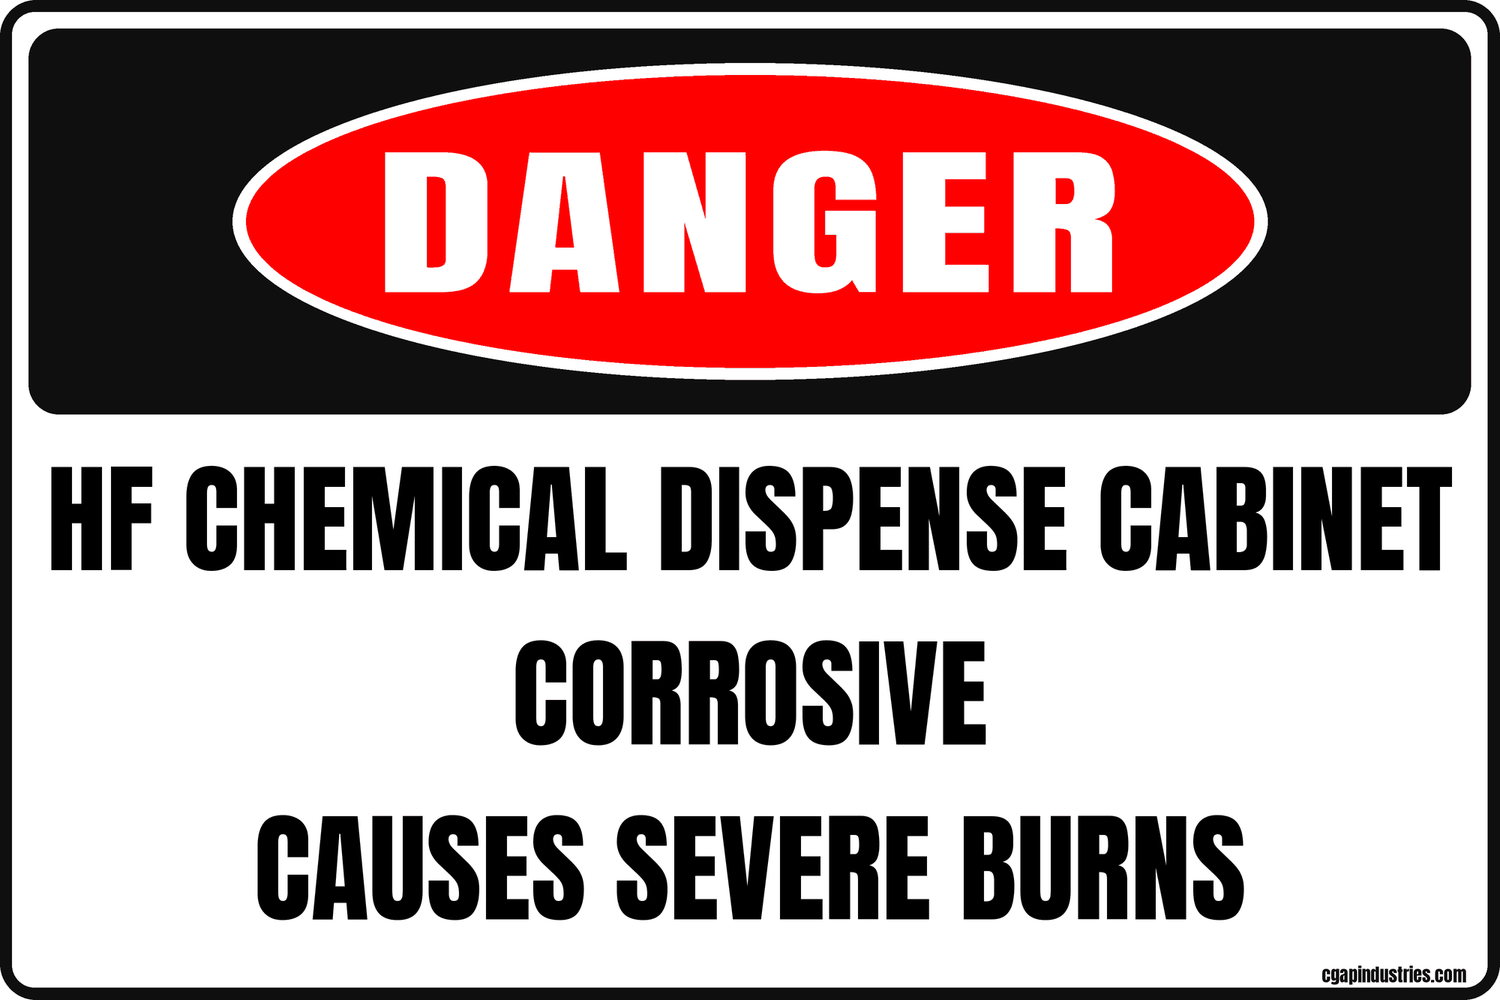 DANGER
HF CHEMICAL DISPENSE CABINET
CORROSIVE
CAUSES SEVERE BURNS
cgapindustries.com